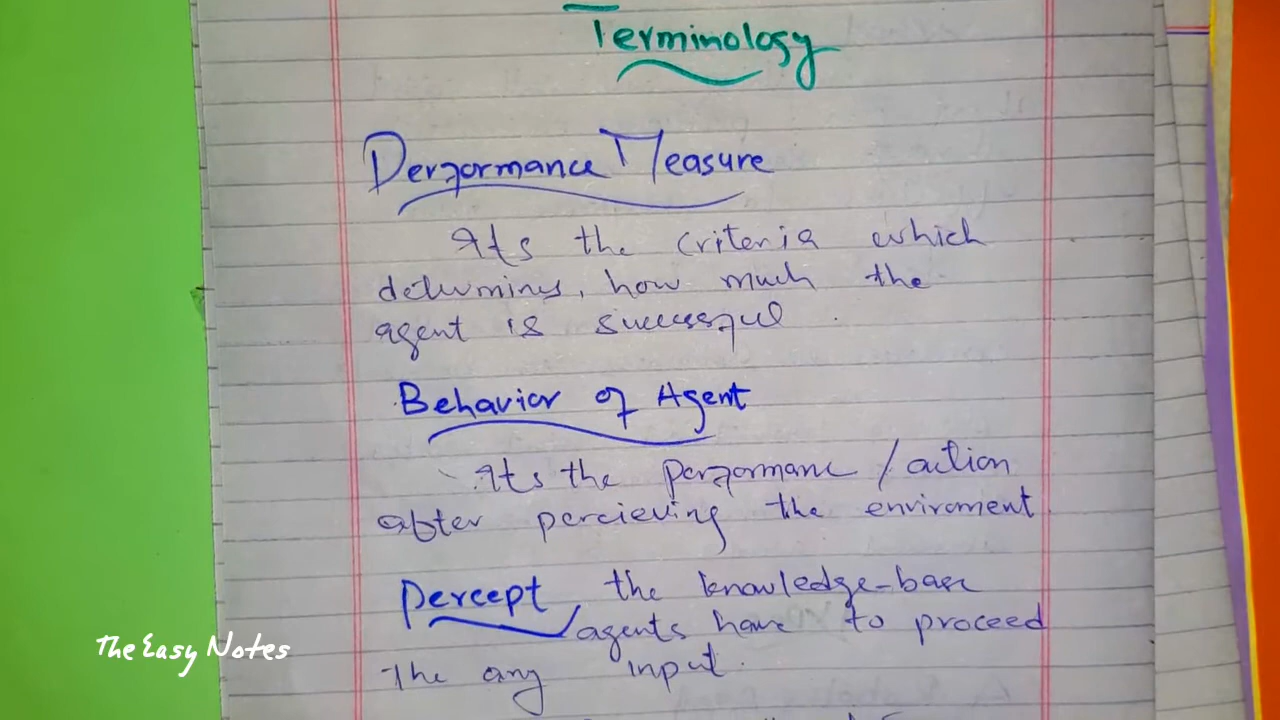 Terminology
Performance Measure
Its the criteria which
determines, how much the
agent is successful.
Behavior of Agent
Its the performanc / action
after percieving the enviroment
Percept the knowledge-base
agents have to proceed
The any input.
The Easy Notes